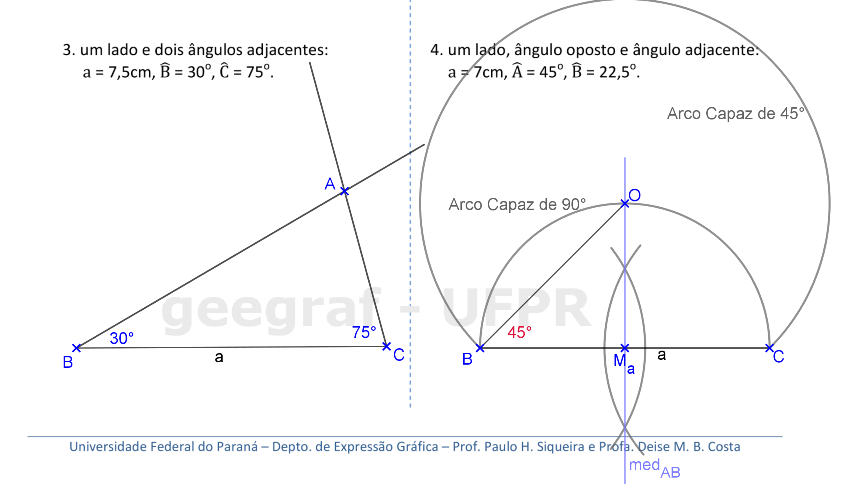 3. um lado e dois ângulos adjacentes:
a = 7,5cm, B̂ = 30°, Ĉ = 75°.
A
30°
75°
B
a
C
4. um lado, ângulo oposto e ângulo adjacente:
a = 7cm, Â = 45°, B̂ = 22,5°.
Arco Capaz de 45°
Arco Capaz de 90°
O
45°
B
Ma
a
C
geegraf - UFPR
Universidade Federal do Paraná – Depto. de Expressão Gráfica – Prof. Paulo H. Siqueira e Profa. Deise M. B. Costa
medAB